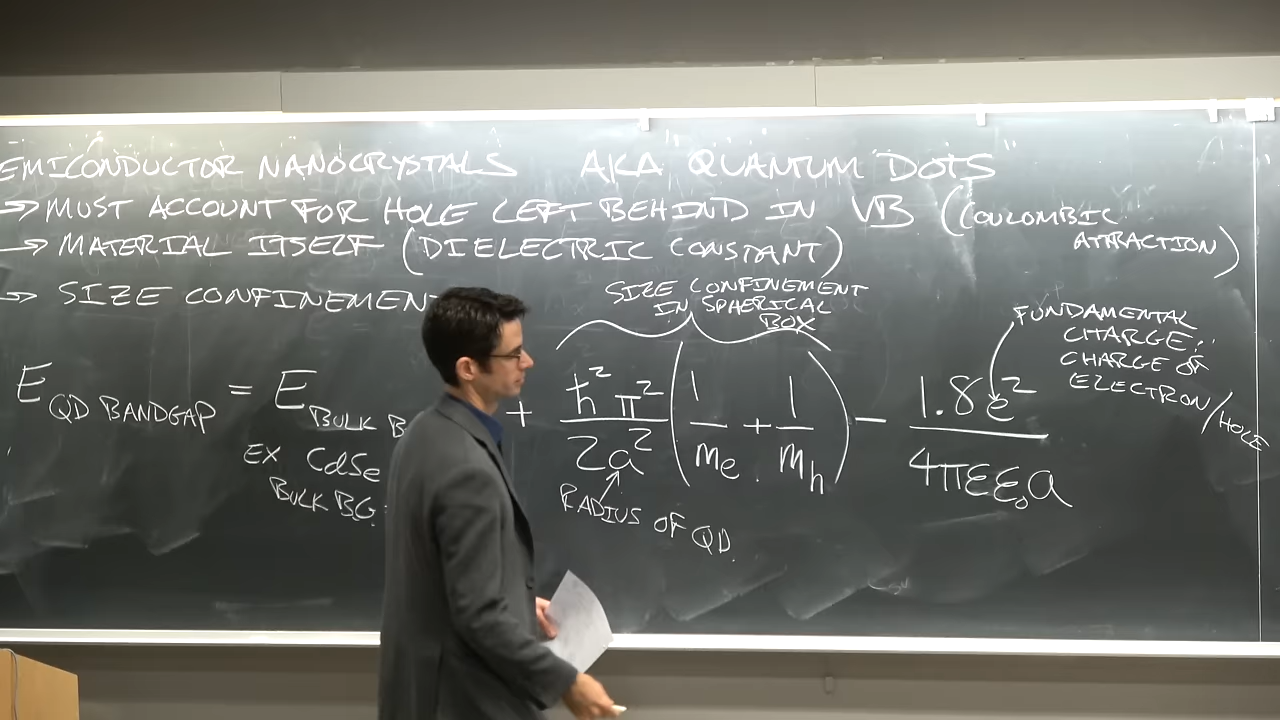 EMICONDUCTOR NANOCRYSTALS AKA "QUANTUM DOTS"
→ MUST ACCOUNT FOR HOLE LEFT BEHIND IN VB (COULOMBIC ATTRACTION)
→ MATERIAL ITSELF (DIELECTRIC CONSTANT)
→ SIZE CONFINEMENT
SIZE CONFINEMENT
IN SPHERICAL
BOX
FUNDAMENTAL
CHARGE:
CHARGE OF
ELECTRON/HOLE
E QD BANDGAP = E BULK B + ħ²π²/2a² (1/me + 1/mh) - 1.8e²/4πεε₀a
EX CdSe
BULK BG
RADIUS OF QD